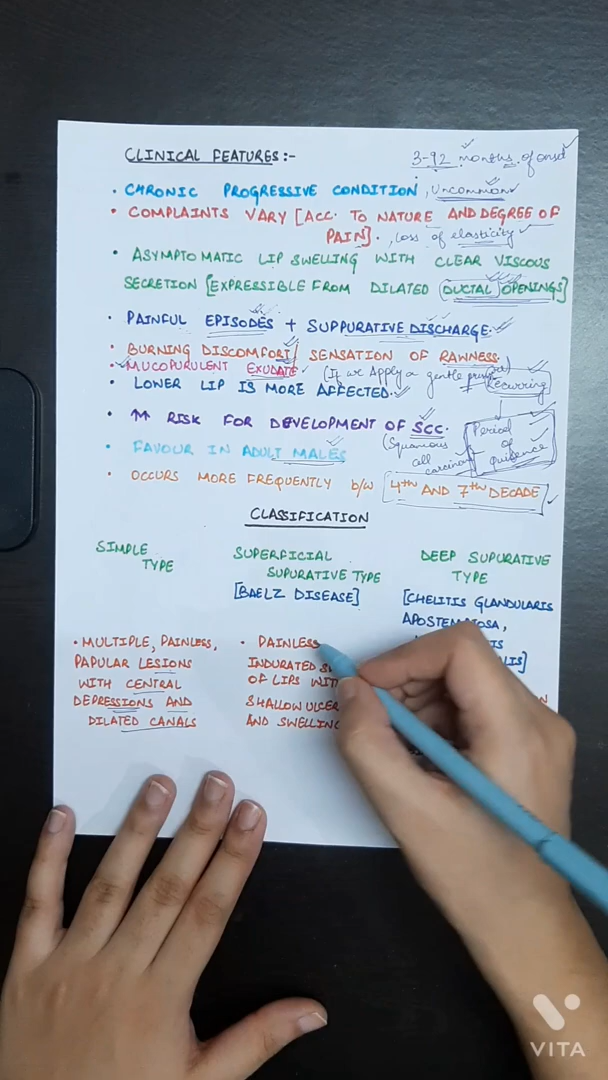 CLINICAL FEATURES :-
3-92 months of onset
• CHRONIC PROGRESSIVE CONDITION, Uncommon
• COMPLAINTS VARY [ACC. TO NATURE AND DEGREE OF
PAIN]. , Loss of elasticity
• ASYMPTOMATIC LIP SWELLING WITH CLEAR VISCOUS
SECRETION [EXPRESSIBLE FROM DILATED (DUCTAL OPENINGS]
• PAINFUL EPISODES + SUPPURATIVE DISCHARGE.
• BURNING DISCOMFORT/ SENSATION OF RAWNESS.
• MUCOPURULENT EXUDATE (If we Apply a gentle
• LOWER LIP IS MORE AFFECTED. Recurring
• ↑↑ RISK FOR DEVELOPMENT OF SCC.
(Squamous
cell
carcinoma)
Period
of
• FAVOUR IN ADULT MALES
• OCCURS MORE FREQUENTLY b/w 4th AND 7th DECADE
CLASSIFICATION
SIMPLE
TYPE
SUPERFICIAL
SUPURATIVE TYPE
[BAELZ DISEASE]
DEEP SUPURATIVE
TYPE
[CHELITIS GLANDULARIS
APOSTEMATOSA,
• MULTIPLE, PAINLESS,
PAPULAR LESIONS
WITH CENTRAL
DEPRESSIONS AND
DILATED CANALS
• PAINLESS
INDURATED
OF LIPS WITH
SHALLOW ULCER
AND SWELLING
VITA